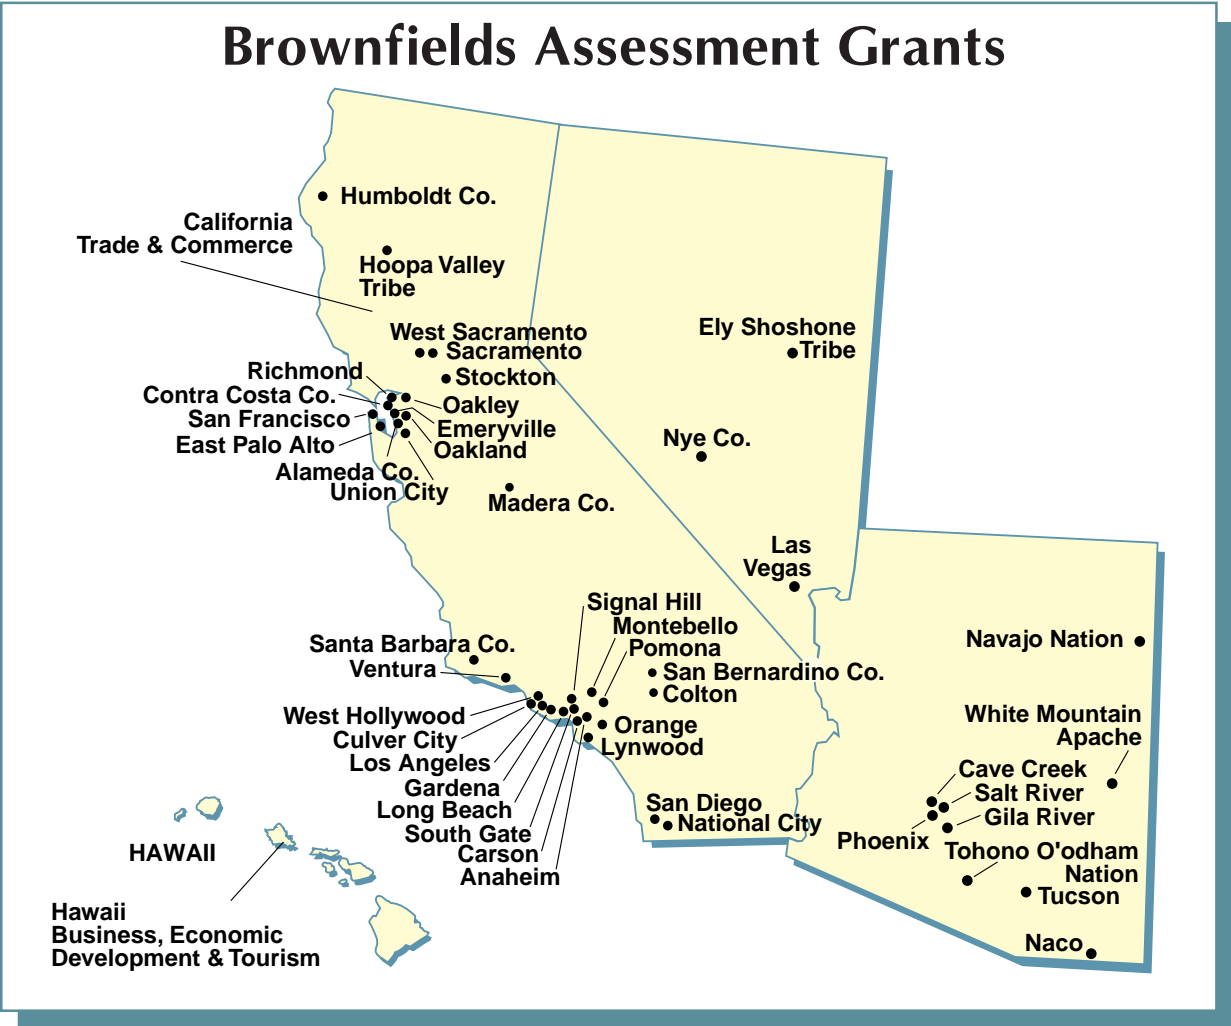 Brownfields Assessment Grants
Humboldt Co.
California
Trade & Commerce
Hoopa Valley
Tribe
West Sacramento
Sacramento
Stockton
Richmond
Contra Costa Co.
San Francisco
East Palo Alto
Alameda Co.
Union City
Oakley
Emeryville
Oakland
Madera Co.
Ely Shoshone
Tribe
Nye Co.
Las
Vegas
Signal Hill
Montebello
Pomona
San Bernardino Co.
Colton
Santa Barbara Co.
Ventura
West Hollywood
Culver City
Los Angeles
Gardena
Long Beach
South Gate
Carson
Anaheim
Orange
Lynwood
San Diego
National City
Navajo Nation
White Mountain
Apache
Cave Creek
Salt River
Gila River
Phoenix
Tohono O'odham
Nation
Tucson
Naco
HAWAII
Hawaii
Business, Economic
Development & Tourism